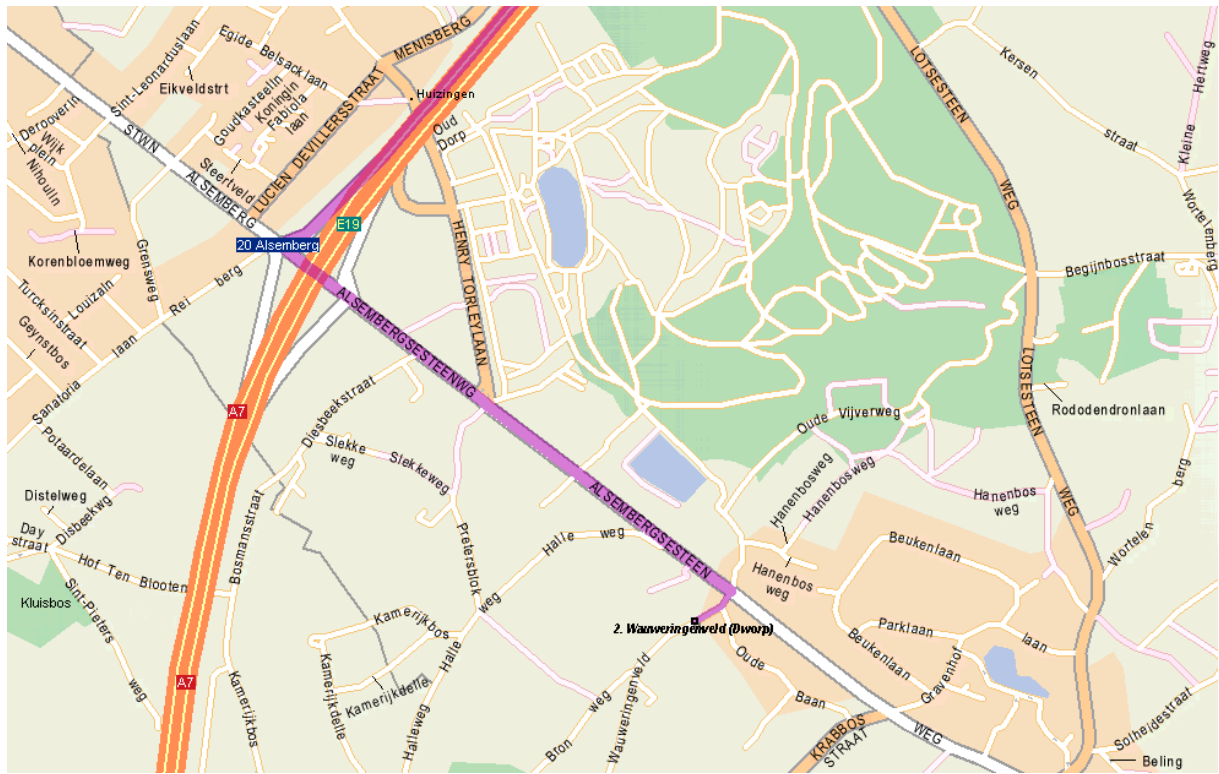 Sint-Leonarduslaan
Egide Belsacklaan
MENISBERG
Eikveldstrt
Goudkasteelln
Koningin
Fabiola
laan
Huizingen
Oud
Dorp
LOTSESTEEN
WEG
Kersen
straat
Kleine Hertweg
Derooverln
Wijk
plein
Nihoulln
STWN ALSEMBERG
Steertveld
LUCIEN DEVILLERSSTRAAT
E19
20 Alsemberg
Korenbloemweg
Grensweg
Wortelenberg
Begijnbosstraat
HENRY TORLEYLAAN
Turcksinstraat
Louizaln
Geynstbos
Sanatoria laan
Rei berg
ALSEMBERGSESTEENWG
LOTSESTEEN
WEG
A7
Diesbeekstraat
Slekke
weg
Slekkeweg
Oude Vijverweg
Rododendronlaan
S Potaardelaan
Distelweg
Disbeekwg
Day
straat
Hof Ten Blooten
Bosmansstraat
Pretersblok
Halle weg
ALSEMBERGSESTEEN
Hanenbosweg
Hanenbosweg
Hanenbos
weg
Wortelen berg
Beukenlaan
Hanenbos
weg
Kluisbos
Sint-Pieters
weg
Kamerijkbos
weg
Halle
Kamerijkdelle
Kamerijkdelle
Halleweg
2. Wauweringenveld (Dworp)
Parklaan
laan
Beukenlaan
Gravenhof
Oude
Baan
A7
Kamerijkbos
Bron weg
Wauweringenveld
KRABBOS
STRAAT
WEG
Solheidestraat
Beling